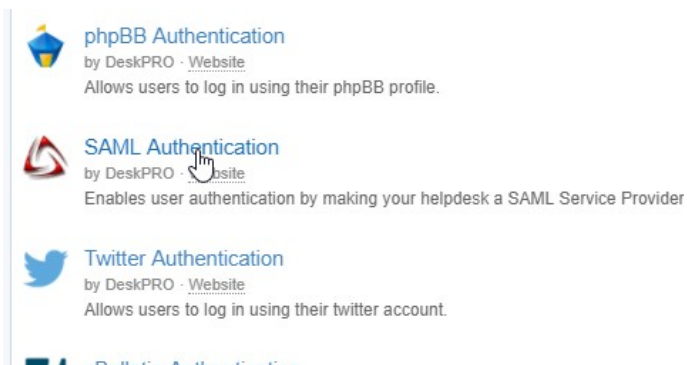 phpBB Authentication
by DeskPRO · Website
Allows users to log in using their phpBB profile.
SAML Authentication
by DeskPRO · Website
Enables user authentication by making your helpdesk a SAML Service Provider
Twitter Authentication
by DeskPRO · Website
Allows users to log in using their twitter account.